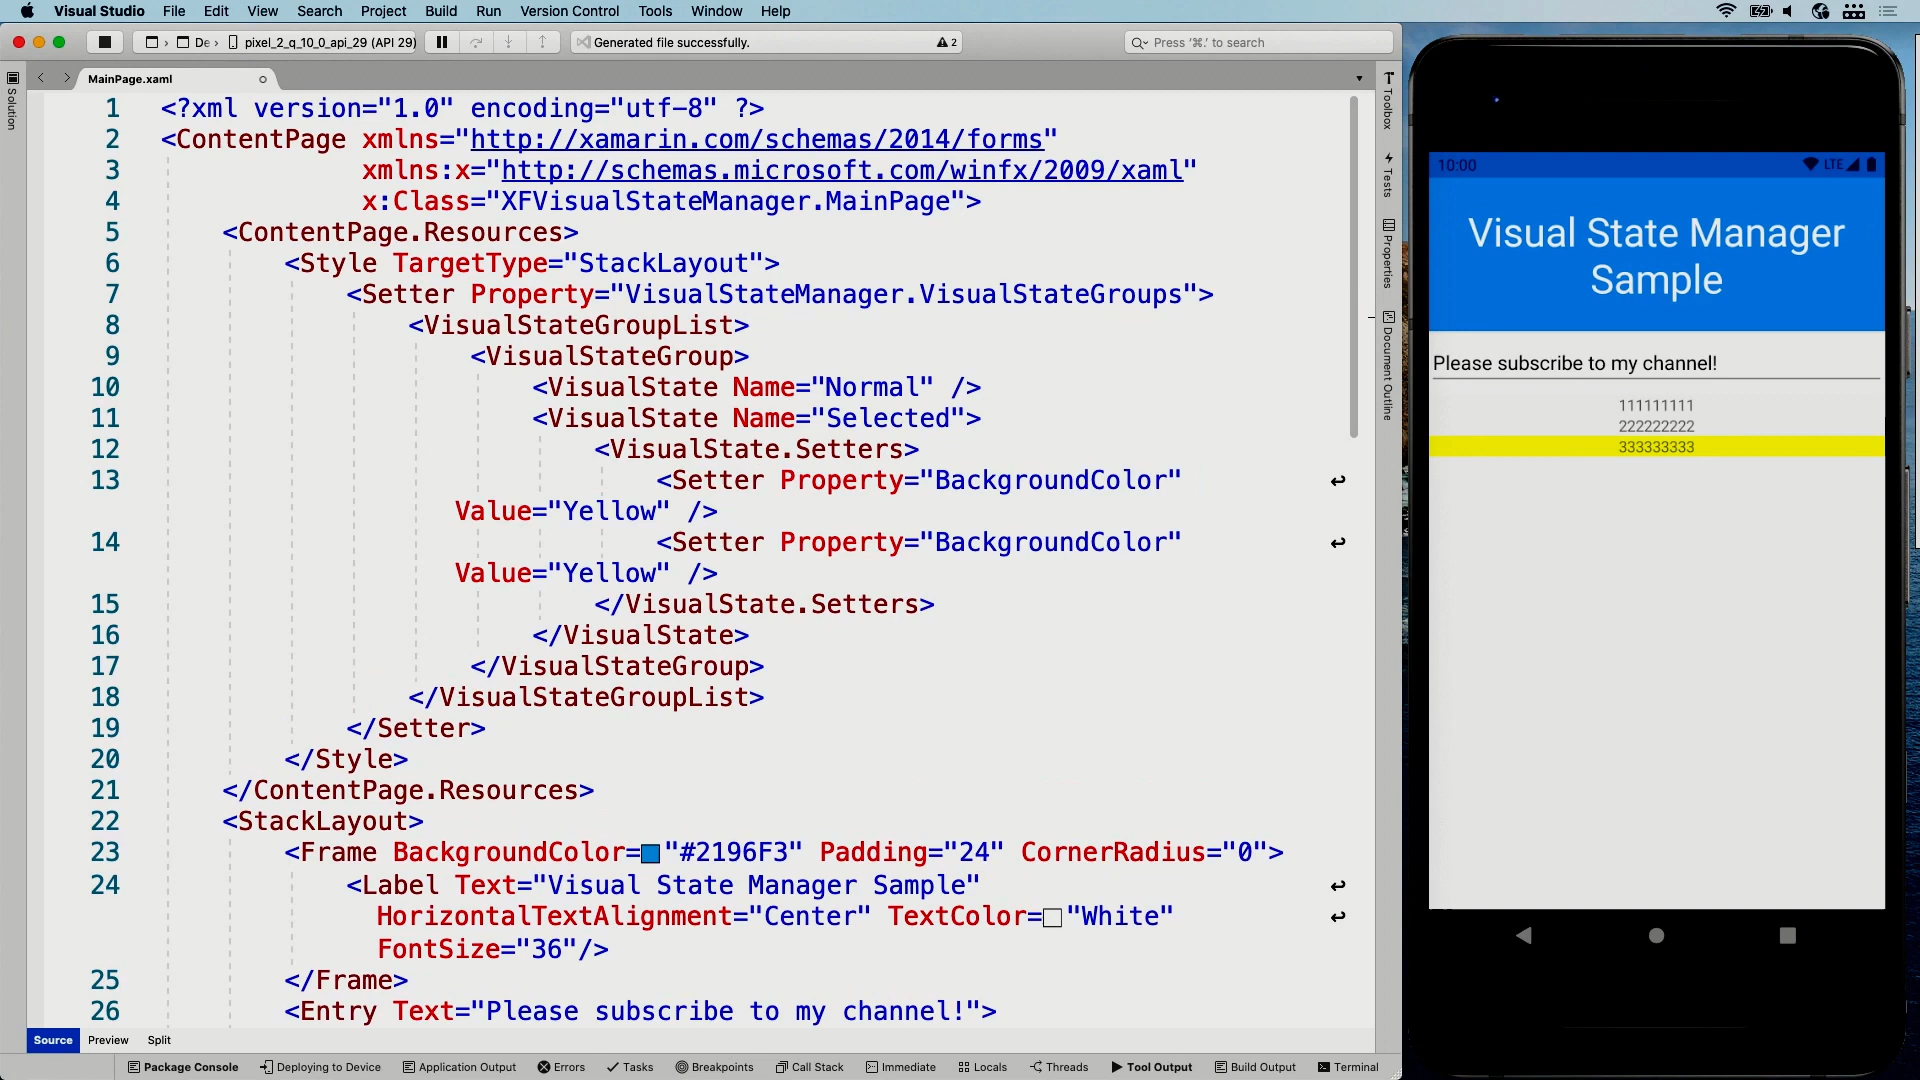 Visual Studio File Edit View Search Project Build Run Version Control Tools Window Help
De › pixel_2_q_10_0_api_29 (API 29) Generated file successfully. 2 Press '⌘.' to search
MainPage.xaml
Solution
1 <?xml version="1.0" encoding="utf-8" ?>
2 <ContentPage xmlns="http://xamarin.com/schemas/2014/forms"
3 xmlns:x="http://schemas.microsoft.com/winfx/2009/xaml"
4 x:Class="XFVisualStateManager.MainPage">
5 <ContentPage.Resources>
6 <Style TargetType="StackLayout">
7 <Setter Property="VisualStateManager.VisualStateGroups">
8 <VisualStateGroupList>
9 <VisualStateGroup>
10 <VisualState Name="Normal" />
11 <VisualState Name="Selected">
12 <VisualState.Setters>
13 <Setter Property="BackgroundColor"
Value="Yellow" />
14 <Setter Property="BackgroundColor"
Value="Yellow" />
15 </VisualState.Setters>
16 </VisualState>
17 </VisualStateGroup>
18 </VisualStateGroupList>
19 </Setter>
20 </Style>
21 </ContentPage.Resources>
22 <StackLayout>
23 <Frame BackgroundColor="#2196F3" Padding="24" CornerRadius="0">
24 <Label Text="Visual State Manager Sample"
HorizontalTextAlignment="Center" TextColor="White"
FontSize="36"/>
25 </Frame>
26 <Entry Text="Please subscribe to my channel!">
Source Preview Split
Package Console Deploying to Device Application Output Errors Tasks Breakpoints Call Stack Immediate Locals Threads Tool Output Build Output Terminal
Toolbox
Tests
Properties
Document Outline
10:00 LTE
Visual State Manager
Sample
Please subscribe to my channel!
111111111
222222222
333333333